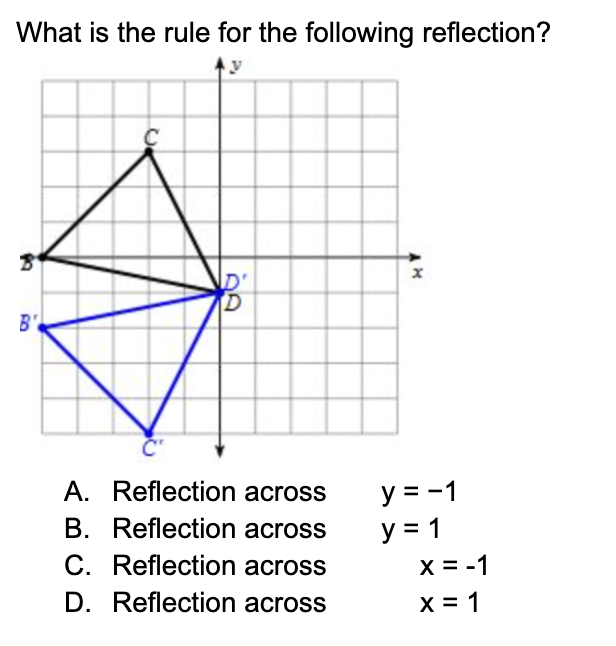 What is the rule for the following reflection?
y
C
B
x
D'
D
B'
C'
A. Reflection across y = −1
B. Reflection across y = 1
C. Reflection across x = -1
D. Reflection across x = 1